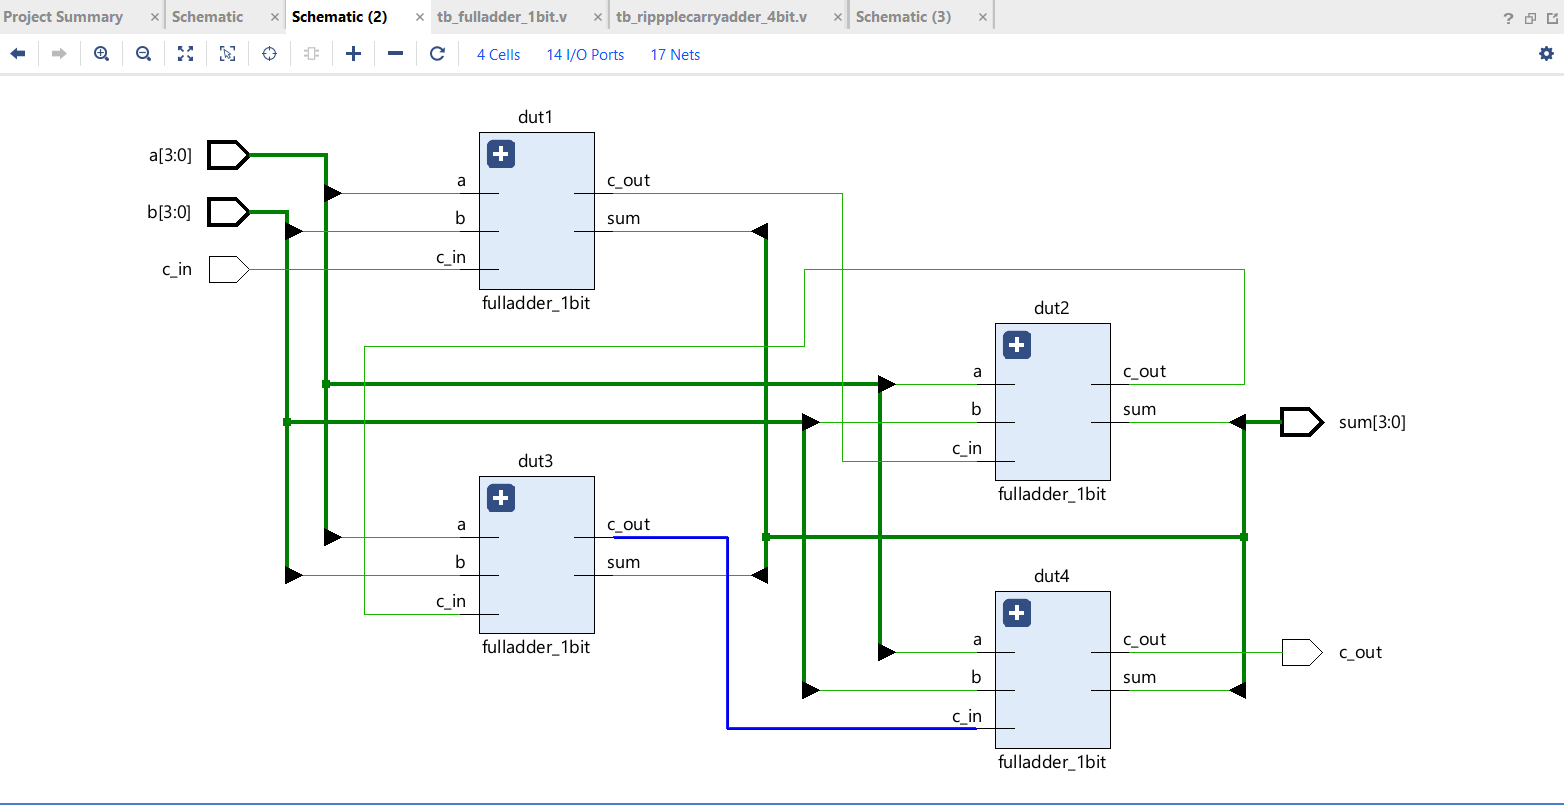 Project Summary × Schematic × Schematic (2) × tb_fulladder_1bit.v × tb_rippplecarryadder_4bit.v × Schematic (3) × ?
4 Cells 14 I/O Ports 17 Nets
dut1
a[3:0]
a c_out
b[3:0]
b sum
c_in
c_in
fulladder_1bit
dut2
a c_out
b sum
sum[3:0]
c_in
fulladder_1bit
dut3
a c_out
b sum
c_in
fulladder_1bit
dut4
a c_out
c_out
b sum
c_in
fulladder_1bit